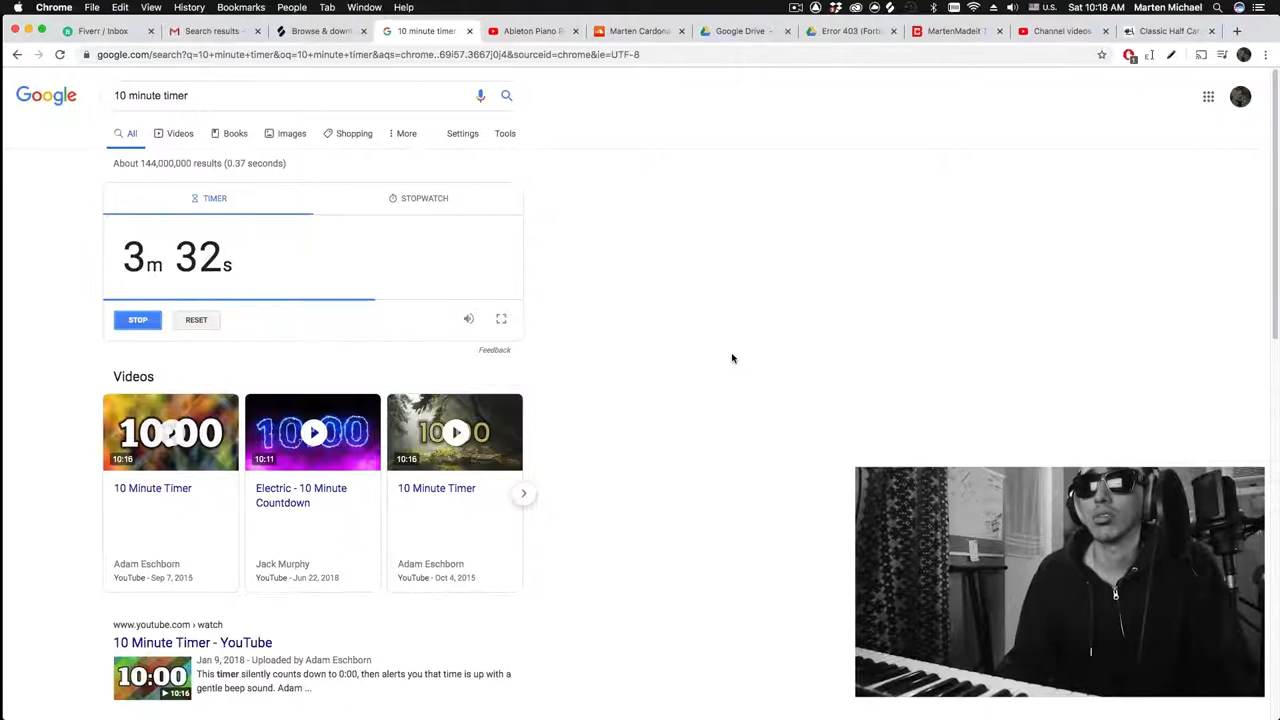 Chrome File Edit View History Bookmarks People Tab Window Help U.S. Sat 10:18 AM Marten Michael
Fiverr / Inbox Search results - Browse & down 10 minute timer Ableton Piano R Marten Cardona Google Drive - Error 403 (Forb MartenMadeit T Channel videos Classic Half Car
google.com/search?q=10+minute+timer&oq=10+minute+timer&aqs=chrome..69i57.3667j0j4&sourceid=chrome&ie=UTF-8
Google 10 minute timer
All Videos Books Images Shopping More Settings Tools
About 144,000,000 results (0.37 seconds)
TIMER STOPWATCH
3m 32s
STOP RESET
Feedback
Videos
10:00 10:00 10:00
10:16 10:11 10:16
10 Minute Timer Electric - 10 Minute Countdown 10 Minute Timer
Adam Eschborn Jack Murphy Adam Eschborn
YouTube - Sep 7, 2015 YouTube - Jun 22, 2018 YouTube - Oct 4, 2015
www.youtube.com › watch
10 Minute Timer - YouTube
Jan 9, 2018 - Uploaded by Adam Eschborn
This timer silently counts down to 0:00, then alerts you that time is up with a
gentle beep sound. Adam ...
10:00
10:16